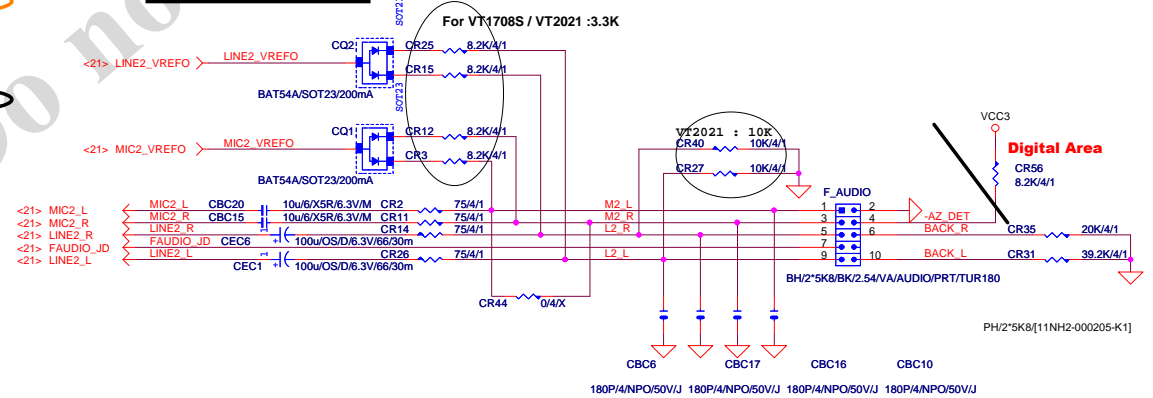 yo no
SOT23
For VT1708S / VT2021 :3.3K
CQ2
CR25
8.2K/4/1
<21> LINE2_VREFO
LINE2_VREFO
CR15
8.2K/4/1
BAT54A/SOT23/200mA
SOT23
CQ1
CR12
8.2K/4/1
<21> MIC2_VREFO
MIC2_VREFO
CR3
8.2K/4/1
BAT54A/SOT23/200mA
VT2021 : 10K
CR40
10K/4/1
CR27
10K/4/1
VCC3
Digital Area
CR56
8.2K/4/1
F_AUDIO
<21> MIC2_L
MIC2_L
CBC20
10u/6/X5R/6.3V/M
CR2
75/4/1
M2_L
1
2
<21> MIC2_R
MIC2_R
CBC15
10u/6/X5R/6.3V/M
CR11
75/4/1
M2_R
3
4
-AZ_DET
<21> LINE2_R
LINE2_R
1
CR14
75/4/1
L2_R
5
6
BACK_R
CR35
20K/4/1
<21> FAUDIO_JD
FAUDIO_JD
CEC6
+
100u/OS/D/6.3V/66/30m
7
<21> LINE2_L
LINE2_L
1
CR26
75/4/1
L2_L
9
10
BACK_L
CR31
39.2K/4/1
CEC1
+
100u/OS/D/6.3V/66/30m
BH/2*5K8/BK/2.54/VA/AUDIO/PRT/TUR180
CR44
0/4/X
PH/2*5K8/[11NH2-000205-K1]
CBC6
CBC17
CBC16
CBC10
180P/4/NPO/50V/J
180P/4/NPO/50V/J
180P/4/NPO/50V/J
180P/4/NPO/50V/J